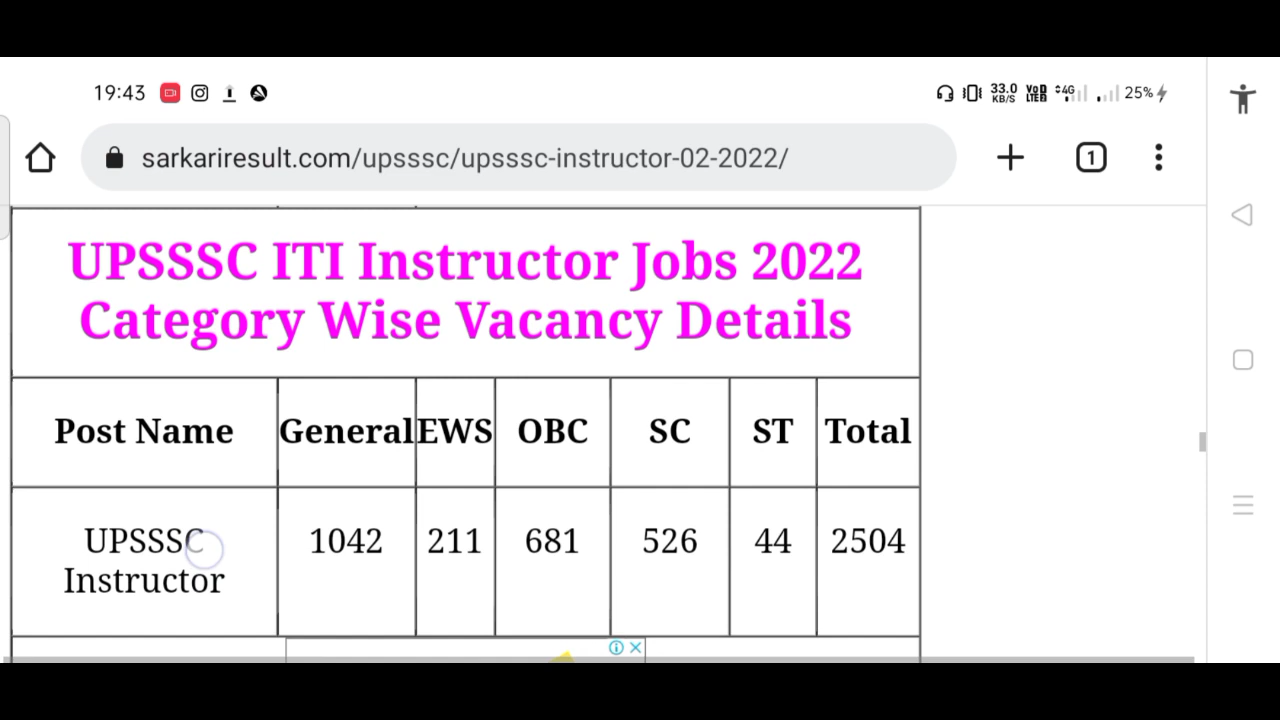 19:43 33.0 KB/S VoD LTE 4G 25%
sarkariresult.com/upsssc/upsssc-instructor-02-2022/ 1
UPSSSC ITI Instructor Jobs 2022
Category Wise Vacancy Details
Post Name General EWS OBC SC ST Total
UPSSSC 1042 211 681 526 44 2504
Instructor